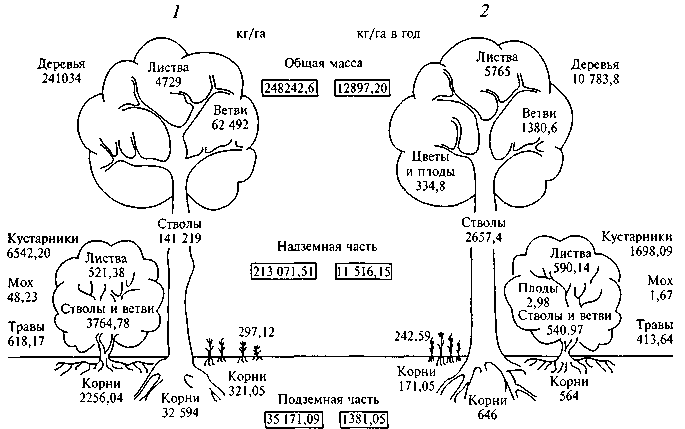 1
2
кг/га
кг/га в год
Общая масса
248242,6
12897,20
Деревья
241034
Листва
4729
Ветви
62 492
Листва
5765
Деревья
10 783,8
Ветви
1380,6
Цветы
и плоды
334,8
Стволы
141 219
Стволы
2657,4
Надземная часть
213 071,51
11 516,15
Кустарники
6542,20
Листва
521,38
Мох
48,23
Стволы и ветви
3764,78
Травы
618,17
297,12
242,59
Кустарники
1698,09
Листва
590,14
Мох
1,67
Плоды
2,98
Стволы и ветви
540,97
Травы
413,64
Корни
2256,04
Корни
32 594
Корни
321,05
Корни
171,05
Корни
646
Корни
564
Подземная часть
35 171,09
1381,05